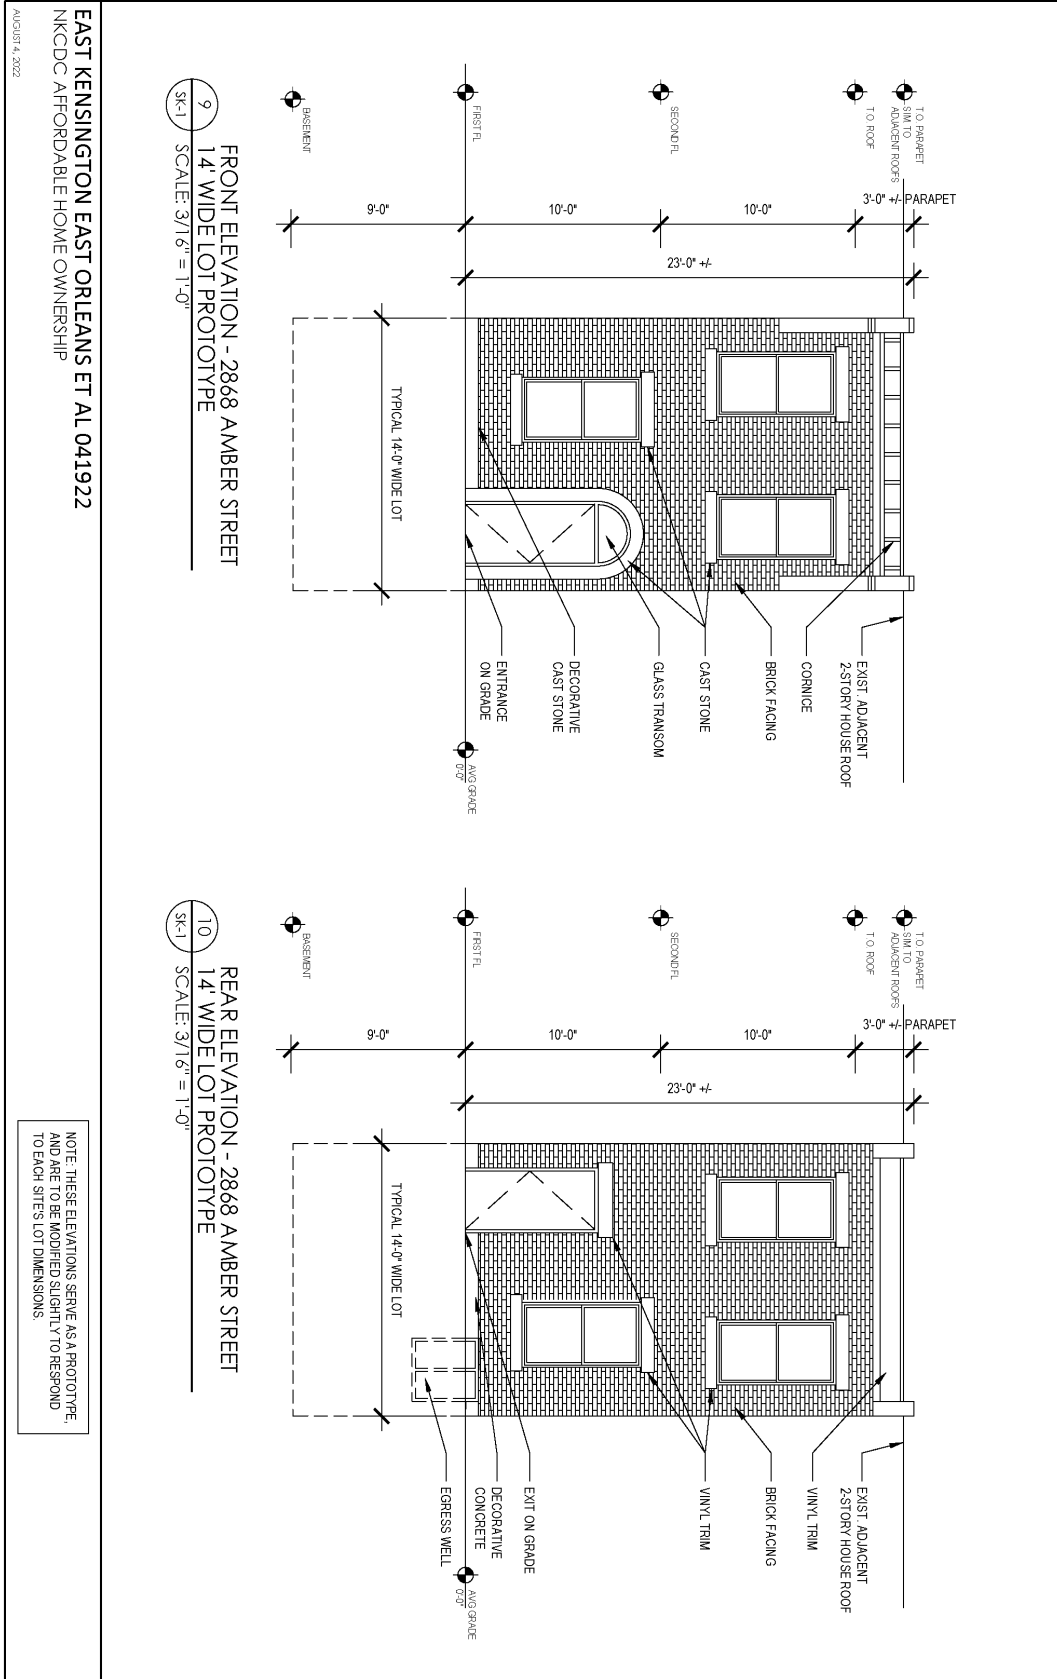 T.O. PARAPET
SIM. TO
ADJACENT ROOFS
T.O. ROOF
SECOND FL
FIRST FL
BASEMENT
3'-0" +/- PARAPET
10'-0"
10'-0"
9'-0"
23'-0" +/-
TYPICAL 14'-0" WIDE LOT
EXIST. ADJACENT
2-STORY HOUSE ROOF
CORNICE
BRICK FACING
CAST STONE
GLASS TRANSOM
DECORATIVE
CAST STONE
ENTRANCE
ON GRADE
AVG GRADE
0'-0"
9
SK-1
FRONT ELEVATION - 2868 AMBER STREET
14' WIDE LOT PROTOTYPE
SCALE: 3/16" = 1'-0"
T.O. PARAPET
SIM. TO
ADJACENT ROOFS
T.O. ROOF
SECOND FL
FIRST FL
BASEMENT
3'-0" +/- PARAPET
10'-0"
10'-0"
9'-0"
23'-0" +/-
TYPICAL 14'-0" WIDE LOT
EXIST. ADJACENT
2-STORY HOUSE ROOF
VINYL TRIM
BRICK FACING
VINYL TRIM
EXIT ON GRADE
DECORATIVE
CONCRETE
EGRESS WELL
AVG GRADE
0'-0"
10
SK-1
REAR ELEVATION - 2868 AMBER STREET
14' WIDE LOT PROTOTYPE
SCALE: 3/16" = 1'-0"
EAST KENSINGTON EAST ORLEANS ET AL 041922
NKCDC AFFORDABLE HOME OWNERSHIP
AUGUST 4, 2022
NOTE: THESE ELEVATIONS SERVE AS A PROTOTYPE,
AND ARE TO BE MODIFIED SLIGHTLY TO RESPOND
TO EACH SITE'S LOT DIMENSIONS.